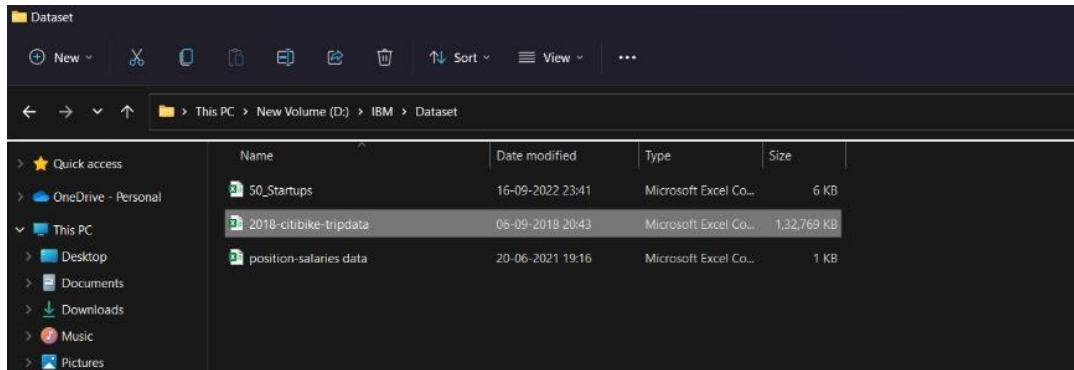 Dataset
New Sort View
This PC > New Volume (D:) > IBM > Dataset
Name Date modified Type Size
Quick access
50_Startups 16-09-2022 23:41 Microsoft Excel Co... 6 KB
OneDrive - Personal
2018-citibike-tripdata 06-09-2018 20:43 Microsoft Excel Co... 1,32,769 KB
This PC
Desktop
position-salaries data 20-06-2021 19:16 Microsoft Excel Co... 1 KB
Documents
Downloads
Music
Pictures